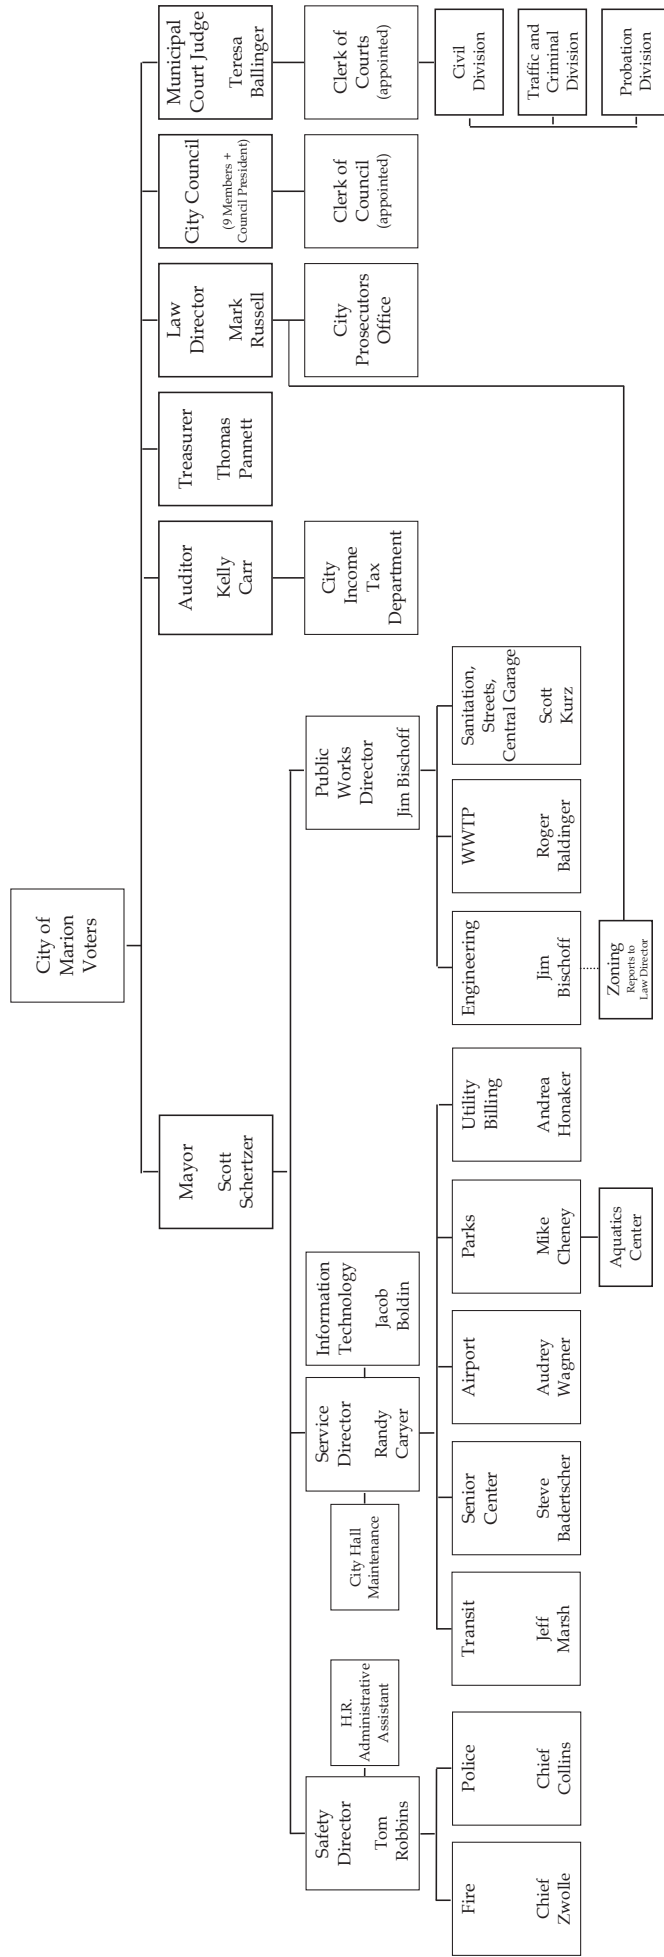 City of
Marion
Voters
Mayor
Scott
Schertzer
Auditor
Kelly
Carr
Treasurer
Thomas
Pannett
Law
Director
Mark
Russell
City Council
(9 Members +
Council President)
Municipal
Court Judge
Teresa
Ballinger
Safety
Director
Tom
Robbins
H.R.
Administrative
Assistant
City Hall
Maintenance
Service
Director
Randy
Caryer
Information
Technology
Jacob
Boldin
Public
Works
Director
Jim Bischoff
City
Income
Tax
Department
City
Prosecutors
Office
Clerk of
Council
(appointed)
Clerk of
Courts
(appointed)
Fire
Chief
Zwolle
Police
Chief
Collins
Transit
Jeff
Marsh
Senior
Center
Steve
Badertscher
Airport
Audrey
Wagner
Parks
Mike
Cheney
Utility
Billing
Andrea
Honaker
Engineering
Jim
Bischoff
WWTP
Roger
Baldinger
Sanitation,
Streets,
Central Garage
Scott
Kurz
Civil
Division
Traffic and
Criminal
Division
Probation
Division
Aquatics
Center
Zoning
Reports to
Law Director